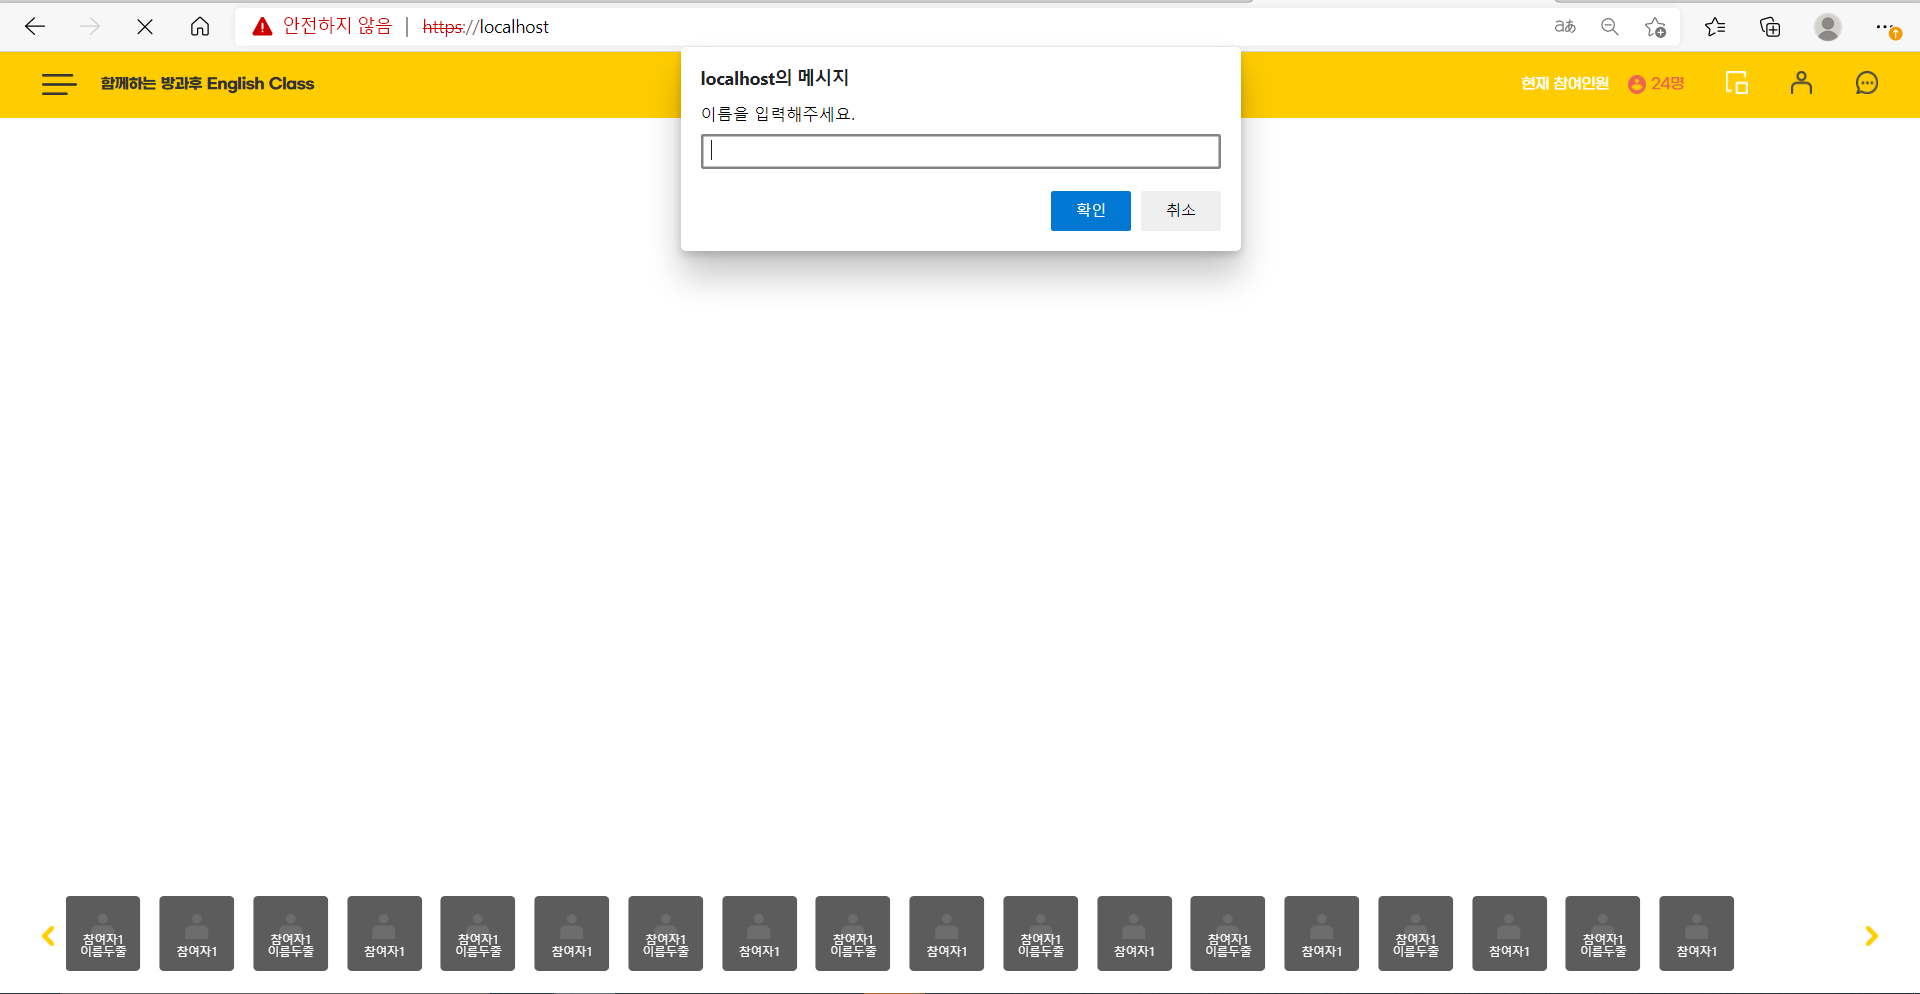 안전하지 않음 | https://localhost
aあ
localhost의 메시지
이름을 입력해주세요.
확인 취소
함께하는 방과후 English Class
현재 참여인원 24명
참여자1
이름두줄
참여자1
참여자1
이름두줄
참여자1
참여자1
이름두줄
참여자1
참여자1
이름두줄
참여자1
참여자1
이름두줄
참여자1
참여자1
이름두줄
참여자1
참여자1
이름두줄
참여자1
참여자1
이름두줄
참여자1
참여자1
이름두줄
참여자1